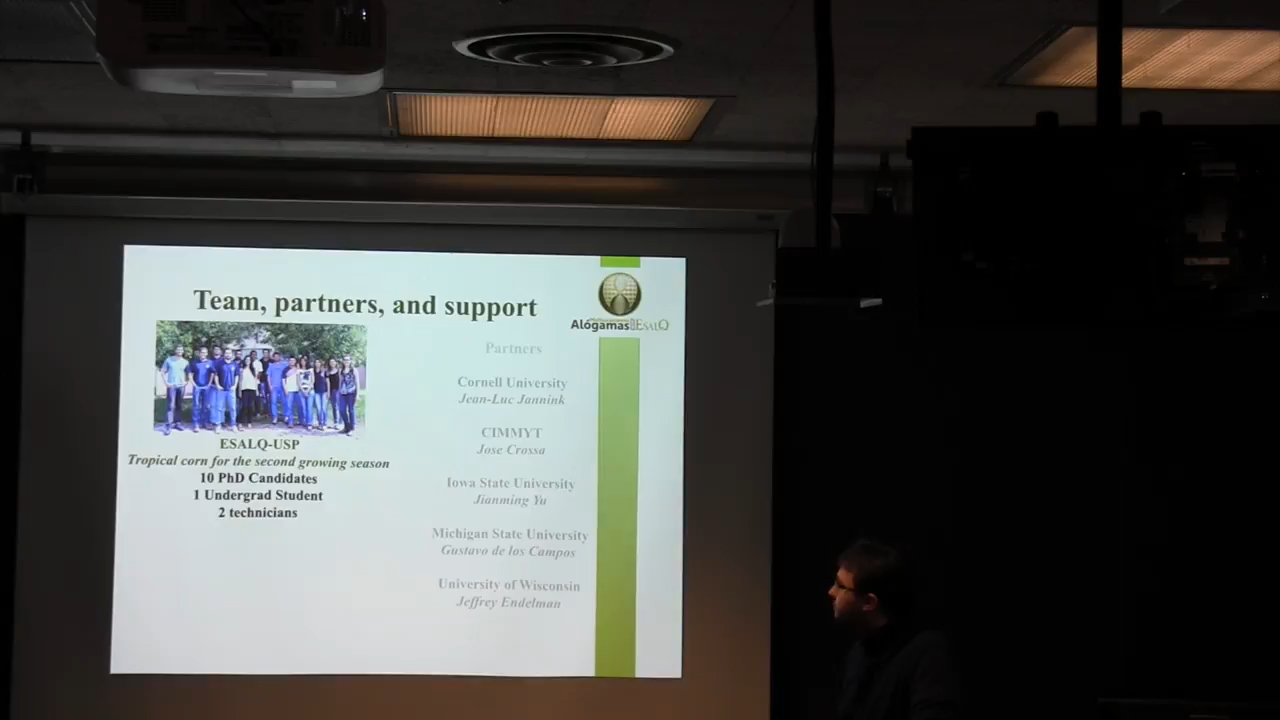 Team, partners, and support
Alógamas ESALQ
ESALQ-USP
Tropical corn for the second growing season
10 PhD Candidates
1 Undergrad Student
2 technicians
Partners
Cornell University
Jean-Luc Jannink
CIMMYT
Jose Crossa
Iowa State University
Jianming Yu
Michigan State University
Gustavo de los Campos
University of Wisconsin
Jeffrey Endelman